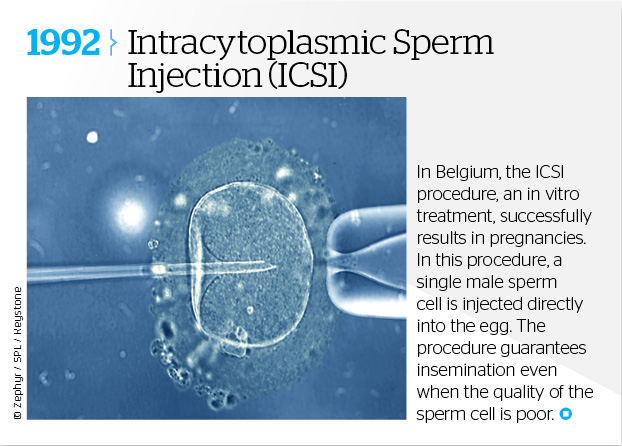 1992 Intracytoplasmic Sperm
Injection (ICSI)
In Belgium, the ICSI
procedure, an in vitro
treatment, successfully
results in pregnancies.
In this procedure, a
single male sperm
cell is injected directly
into the egg. The
procedure guarantees
insemination even
when the quality of the
sperm cell is poor.
© Zephyr / SPL / Keystone